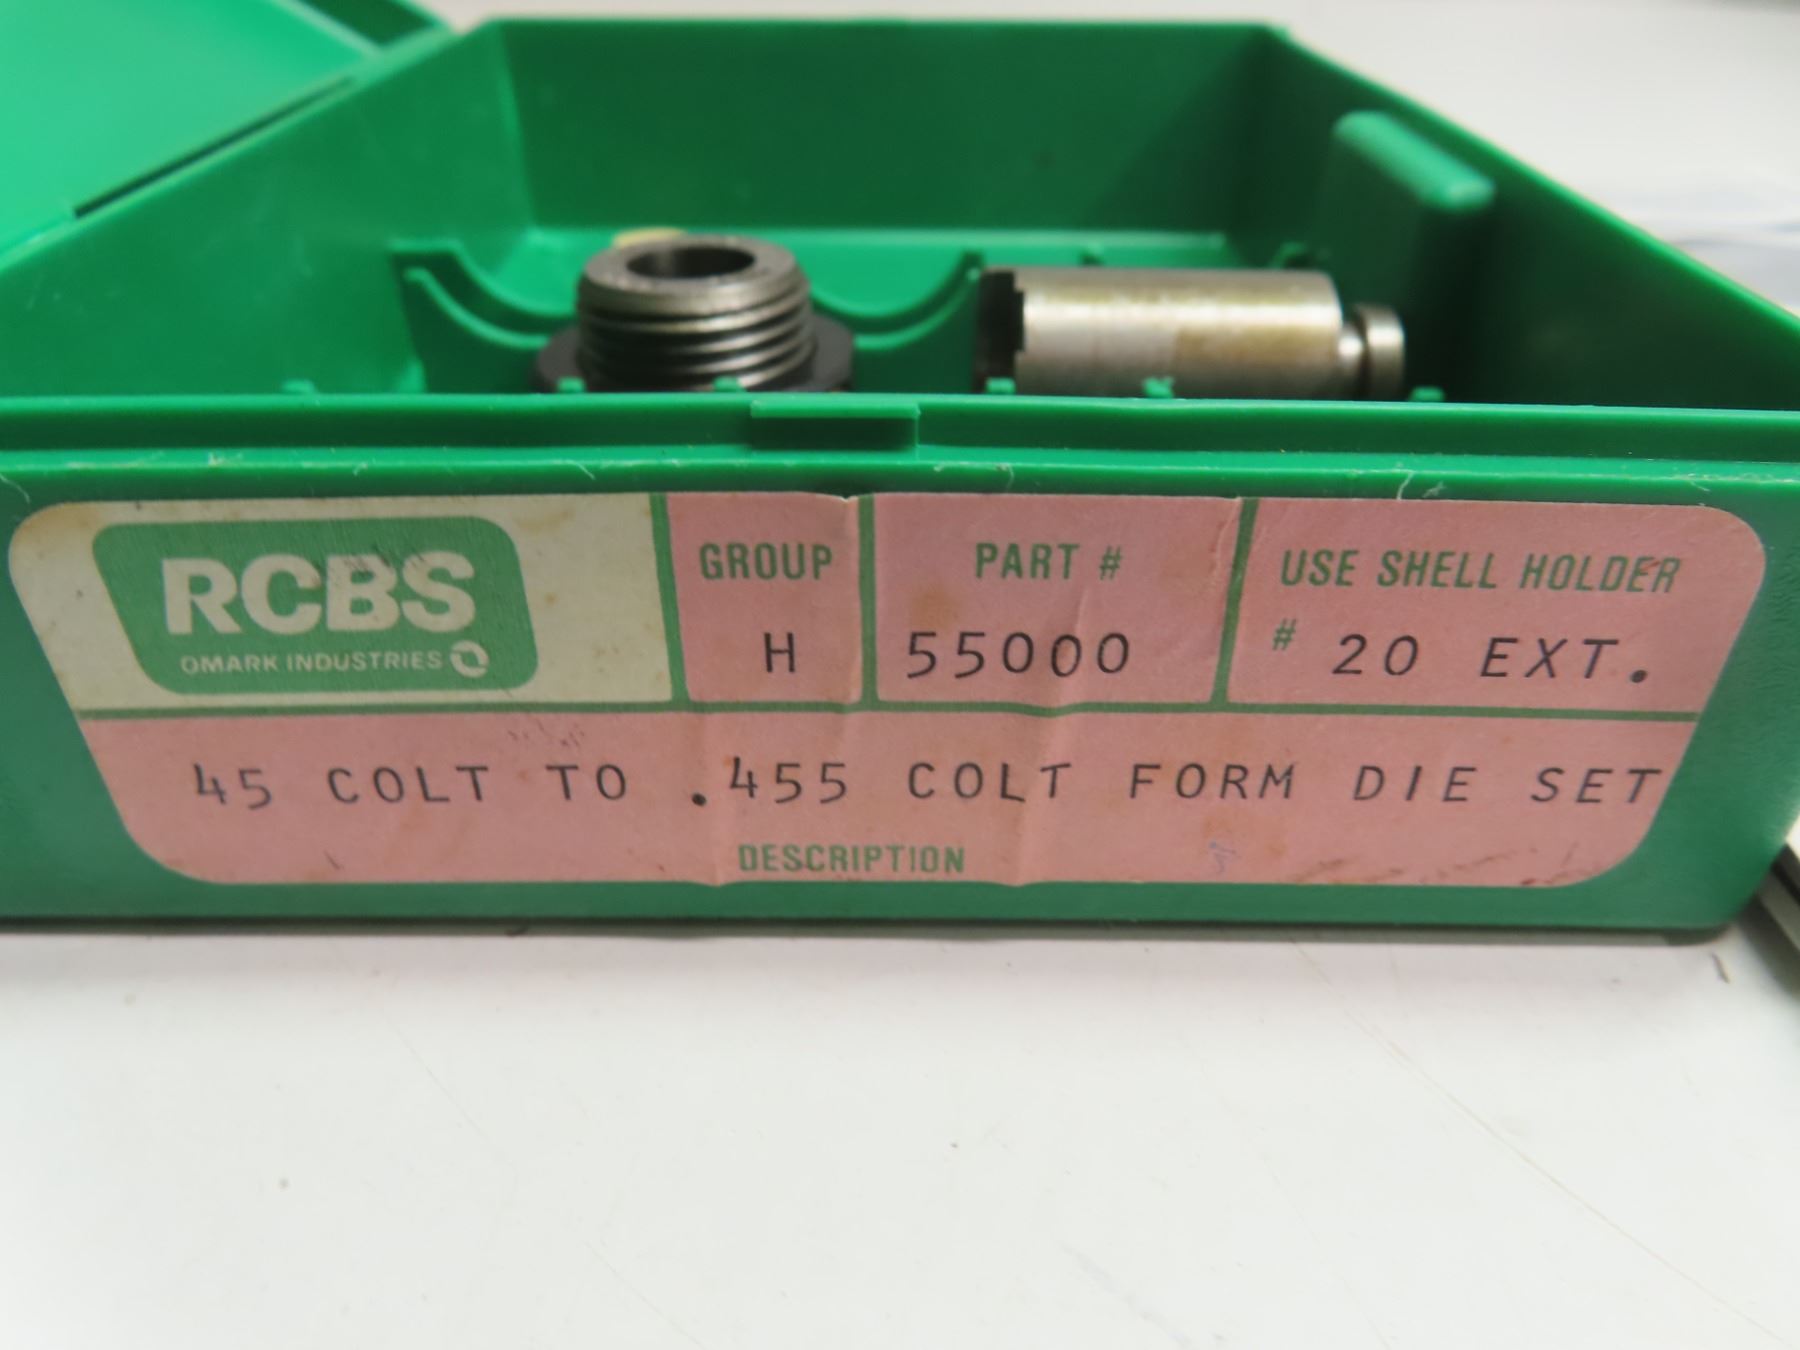 RCBS
OMARK INDUSTRIES
GROUP
H
PART #
55000
USE SHELL HOLDER
# 20 EXT.
45 COLT TO .455 COLT FORM DIE SET
DESCRIPTION